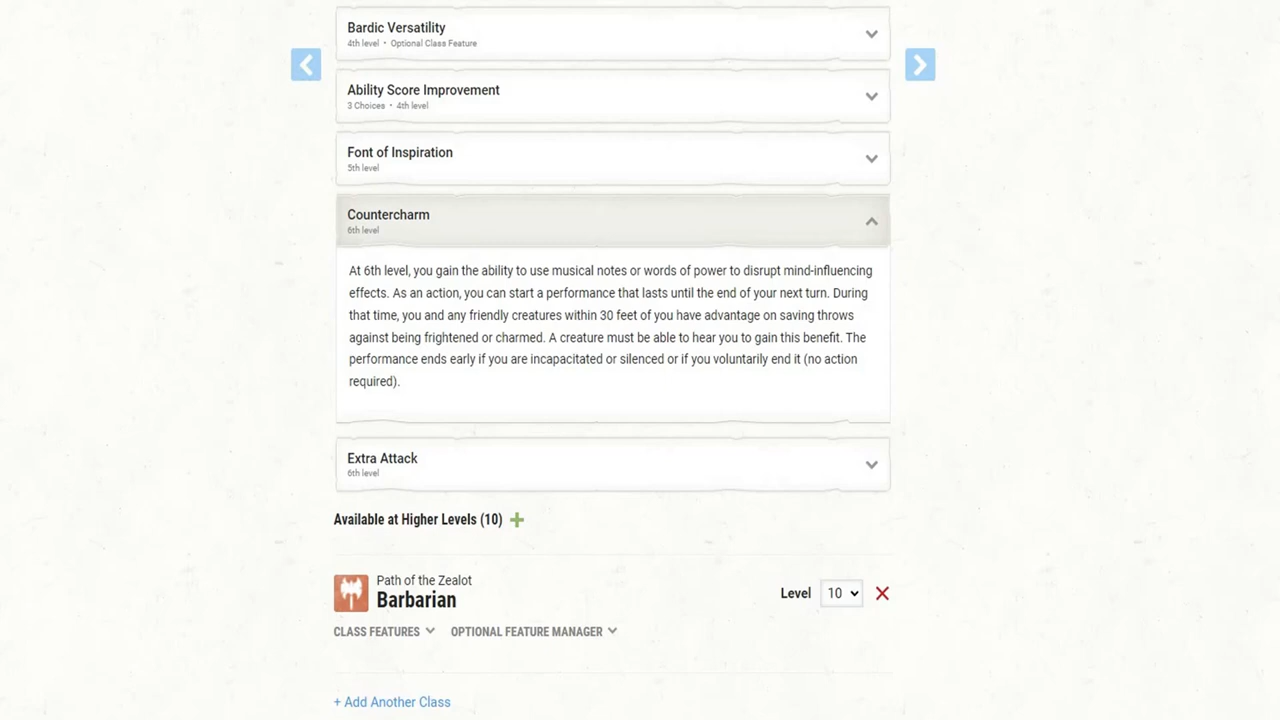 Bardic Versatility
4th level • Optional Class Feature
Ability Score Improvement
3 Choices • 4th level
Font of Inspiration
5th level
Countercharm
6th level
At 6th level, you gain the ability to use musical notes or words of power to disrupt mind-influencing
effects. As an action, you can start a performance that lasts until the end of your next turn. During
that time, you and any friendly creatures within 30 feet of you have advantage on saving throws
against being frightened or charmed. A creature must be able to hear you to gain this benefit. The
performance ends early if you are incapacitated or silenced or if you voluntarily end it (no action
required).
Extra Attack
6th level
Available at Higher Levels (10)
Path of the Zealot
Barbarian
Level 10
CLASS FEATURES OPTIONAL FEATURE MANAGER
+ Add Another Class